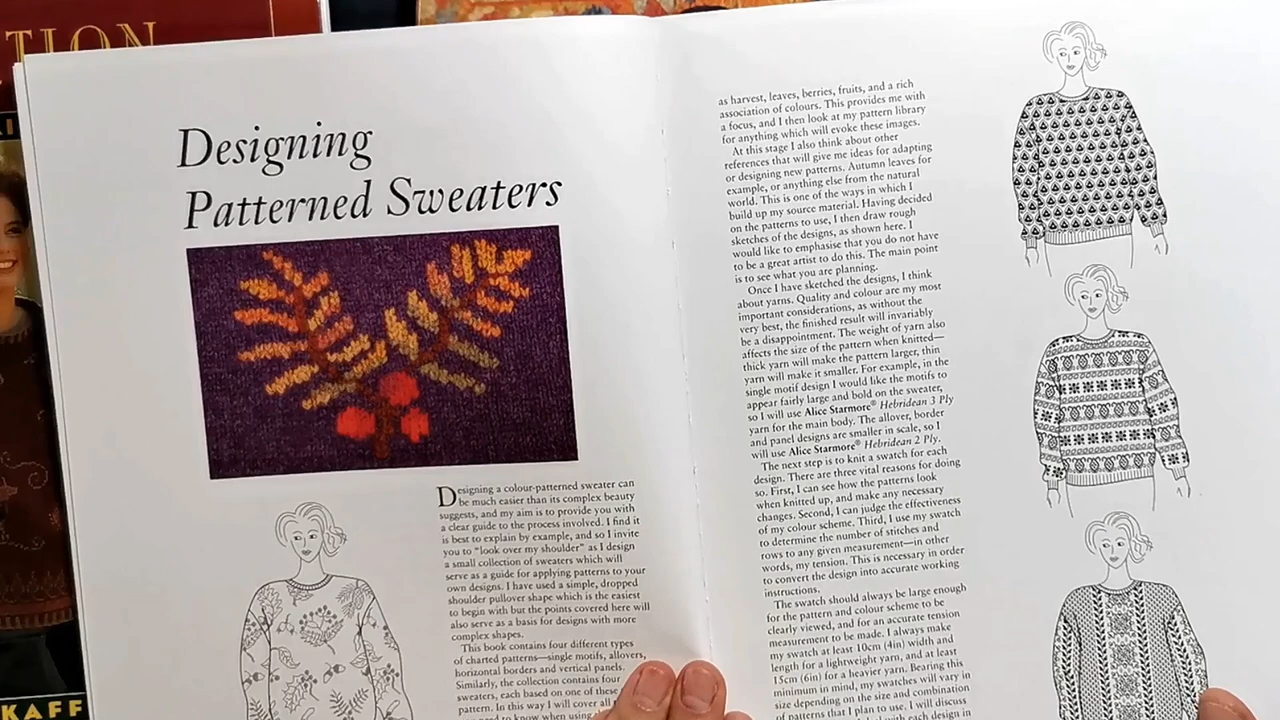 TION
KAFF
Designing
Patterned Sweaters
Designing a colour-patterned sweater can
be much easier than its complex beauty
suggests, and my aim is to provide you with
a clear guide to the process involved. I find it
is best to explain by example, and so I invite
you to "look over my shoulder" as I design
a small collection of sweaters which will
serve as a guide for applying patterns to your
own designs. I have used a simple, dropped
shoulder pullover shape which is the easiest
to begin with but the points covered here will
also serve as a basis for designs with more
complex shapes.
This book contains four different types
of charted patterns—single motifs, allovers,
horizontal borders and vertical panels.
Similarly, the collection contains four
sweaters, each based on one of these
pattern. In this way I will cover all
need to know when using
as harvest, leaves, berries, fruits, and a rich
association of colours. This provides me with
a focus, and I then look at my pattern library
for anything which will evoke these images.
At this stage I also think about other
references that will give me ideas for adapting
or designing new patterns. Autumn leaves for
example, or anything else from the natural
world. This is one of the ways in which I
build up my source material. Having decided
on the patterns to use, I then draw rough
sketches of the designs, as shown here. I
would like to emphasise that you do not have
to be a great artist to do this. The main point
is to see what you are planning.
Once I have sketched the designs, I think
about yarns. Quality and colour are my most
important considerations, as without the
very best, the finished result will invariably
be a disappointment. The weight of yarn also
affects the size of the pattern when knitted—
thick yarn will make the pattern larger, thin
yarn will make it smaller. For example, in the
single motif design I would like the motifs to
appear fairly large and bold on the sweater,
so I will use Alice Starmore® Hebridean 3 Ply
yarn for the main body. The allover, border
and panel designs are smaller in scale, so I
will use Alice Starmore® Hebridean 2 Ply.
The next step is to knit a swatch for each
design. There are three vital reasons for doing
so. First, I can see how the patterns look
when knitted up, and make any necessary
changes. Second, I can judge the effectiveness
of my colour scheme. Third, I use my swatch
to determine the number of stitches and
rows to any given measurement—in other
words, my tension. This is necessary in order
to convert the design into accurate working
instructions.
The swatch should always be large enough
for the pattern and colour scheme to be
clearly viewed, and for an accurate tension
measurement to be made. I always make
my swatch at least 10cm (4in) width and
length for a lightweight yarn, and at least
15cm (6in) for a heavier yarn. Bearing this
minimum in mind, my swatches will vary in
size depending on the size and combination
of patterns that I plan to use. I will discuss
with each design in